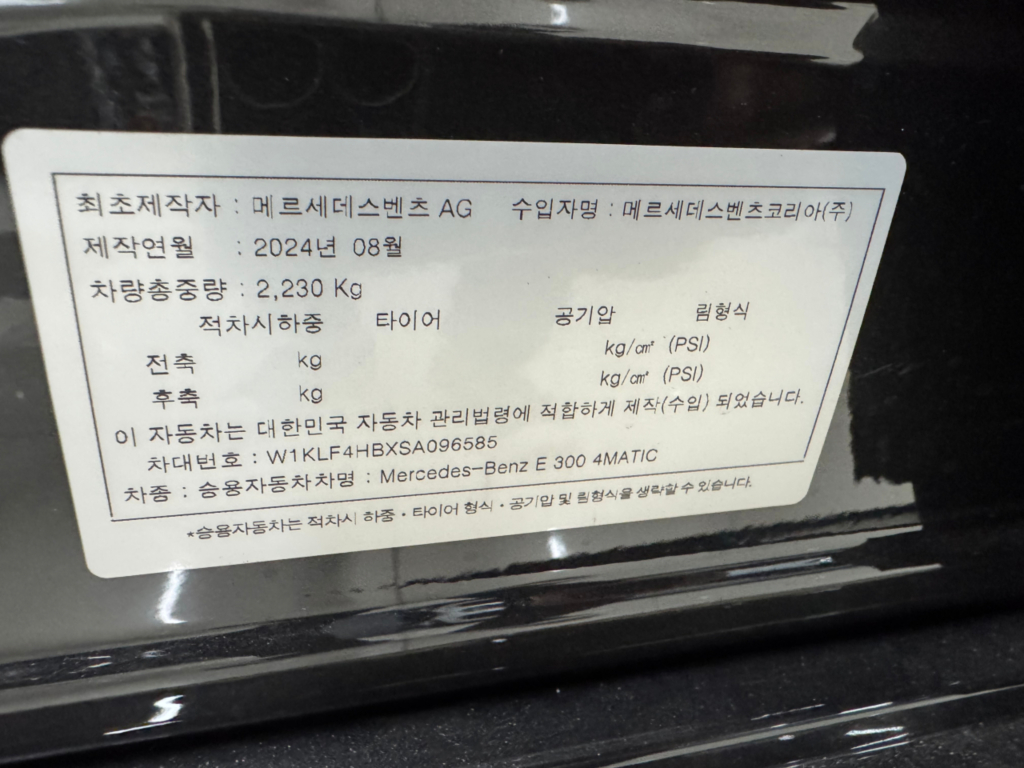 최초제작자 : 메르세데스벤츠 AG 수입자명 : 메르세데스벤츠코리아(주)
제작연월 : 2024년 08월
차량총중량 : 2,230 Kg
적차시하중 타이어 공기압 림형식
전축 kg kg/㎠ (PSI)
후축 kg kg/㎠ (PSI)
이 자동차는 대한민국 자동차 관리법령에 적합하게 제작(수입) 되었습니다.
차대번호 : W1KLF4HBXSA096585
차종 : 승용자동차차명 : Mercedes-Benz E 300 4MATIC
*승용자동차는 적차시 하중・타이어 형식・공기압 및 림형식을 생략할 수 있습니다.